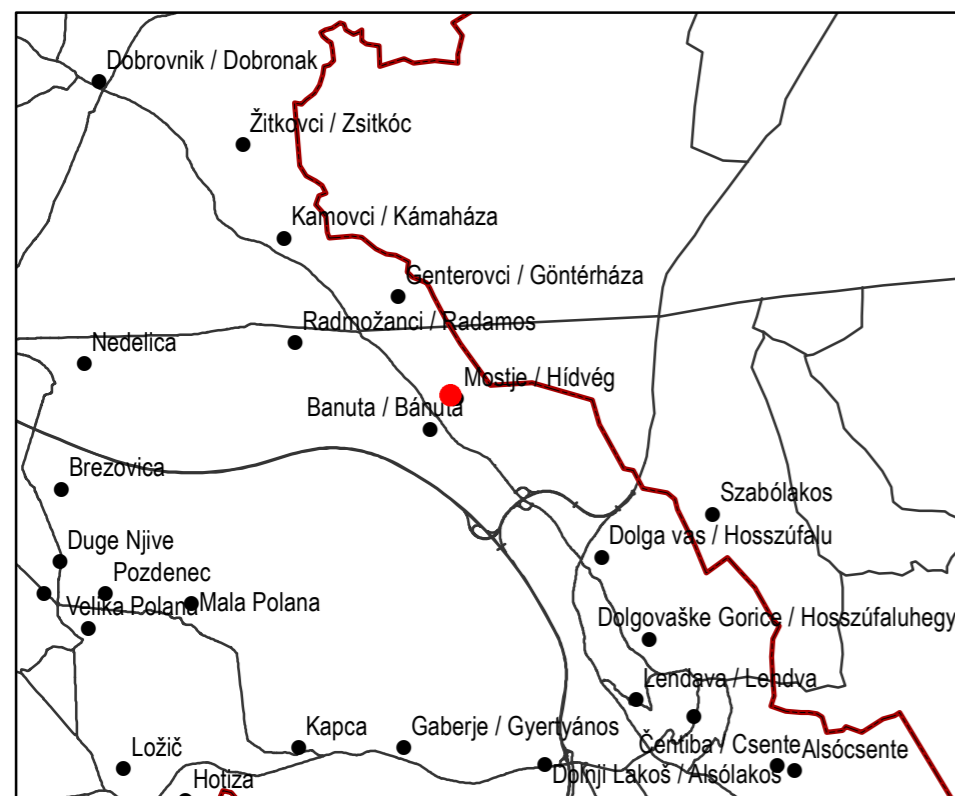 Dobrovnik / Dobronak
Žitkovci / Zsitkóc
Kamovci / Kámaháza
Genterovci / Göntérháza
Radmožanci / Radamos
Nedelica
Mostje / Hídvég
Banuta / Bánuta
Brezovica
Szabólakos
Duge Njive
Dolga vas / Hosszúfalu
Pozdenec
Velika Polana
Mala Polana
Dolgovaške Gorice / Hosszúfaluhegy
Lendava / Lendva
Kapca
Gaberje / Gyertyános
Čentiba / Csente
Alsócsente
Ložič
Dolnji Lakoš / Alsólakos
Hotiza